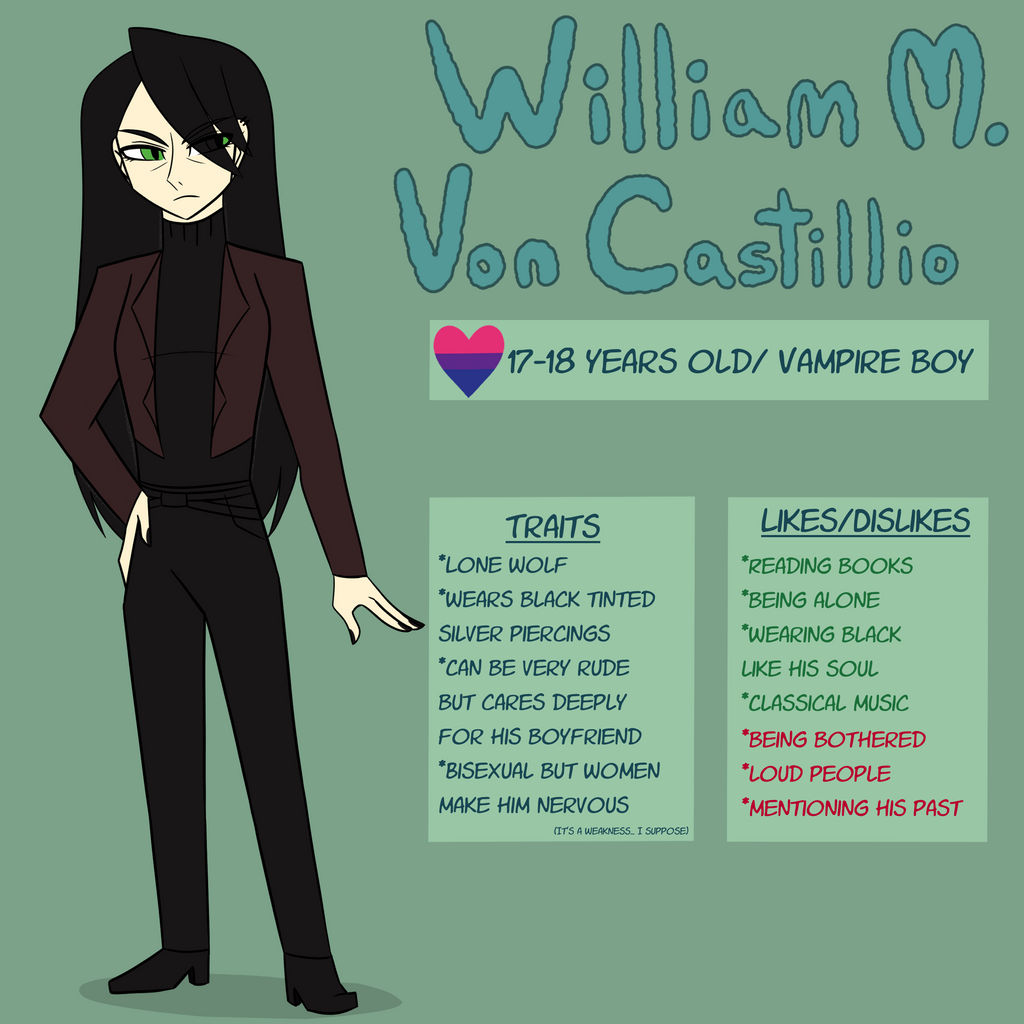 William M.
Von Castillio
17-18 YEARS OLD/ VAMPIRE BOY
TRAITS
*LONE WOLF
*WEARS BLACK TINTED
SILVER PIERCINGS
*CAN BE VERY RUDE
BUT CARES DEEPLY
FOR HIS BOYFRIEND
*BISEXUAL BUT WOMEN
MAKE HIM NERVOUS
(IT'S A WEAKNESS... I SUPPOSE)
LIKES/DISLIKES
*READING BOOKS
*BEING ALONE
*WEARING BLACK
LIKE HIS SOUL
*CLASSICAL MUSIC
*BEING BOTHERED
*LOUD PEOPLE
*MENTIONING HIS PAST